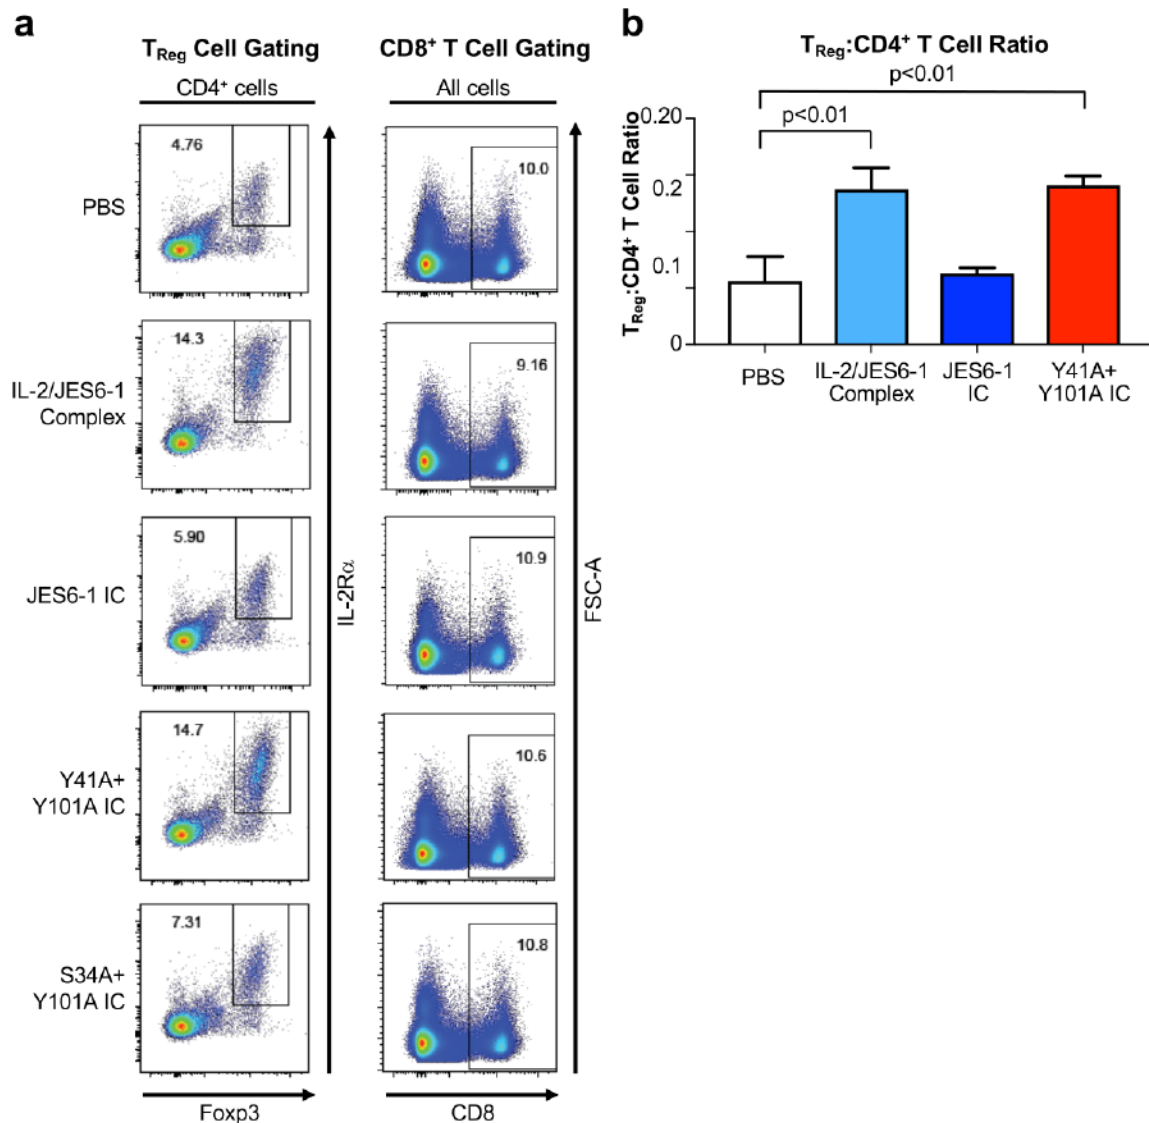 a
T_Reg Cell Gating
CD8⁺ T Cell Gating
CD4⁺ cells
All cells
PBS
4.76
10.0
IL-2/JES6-1
Complex
14.3
9.16
JES6-1 IC
5.90
10.9
Y41A+
Y101A IC
14.7
10.6
S34A+
Y101A IC
7.31
10.8
IL-2Rα
FSC-A
Foxp3
CD8
b
T_Reg:CD4⁺ T Cell Ratio
p<0.01
p<0.01
T_Reg:CD4⁺ T Cell Ratio
0.20
0.2
0.1
0
PBS
IL-2/JES6-1
Complex
JES6-1
IC
Y41A+
Y101A IC